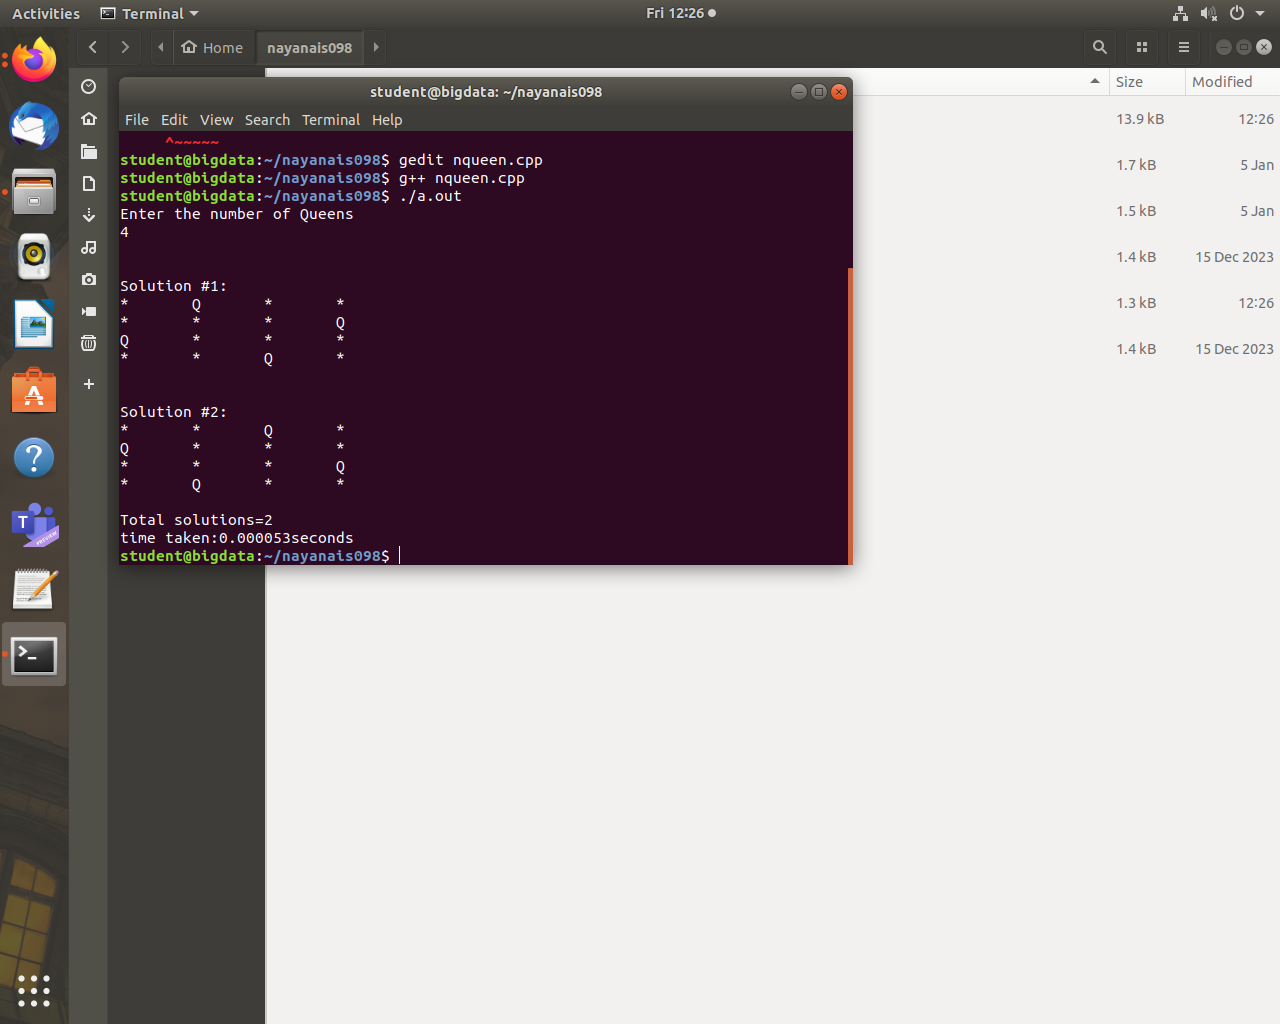 Activities Terminal Fri 12:26
Home nayanais098
Size Modified
student@bigdata: ~/nayanais098
File Edit View Search Terminal Help
^~~~~~
student@bigdata:~/nayanais098$ gedit nqueen.cpp
student@bigdata:~/nayanais098$ g++ nqueen.cpp
student@bigdata:~/nayanais098$ ./a.out
Enter the number of Queens
4
Solution #1:
* Q * *
* * * Q
Q * * *
* * Q *
Solution #2:
* * Q *
Q * * *
* * * Q
* Q * *
Total solutions=2
time taken:0.000053seconds
student@bigdata:~/nayanais098$
13.9 kB 12:26
1.7 kB 5 Jan
1.5 kB 5 Jan
1.4 kB 15 Dec 2023
1.3 kB 12:26
1.4 kB 15 Dec 2023
T PREVIEW